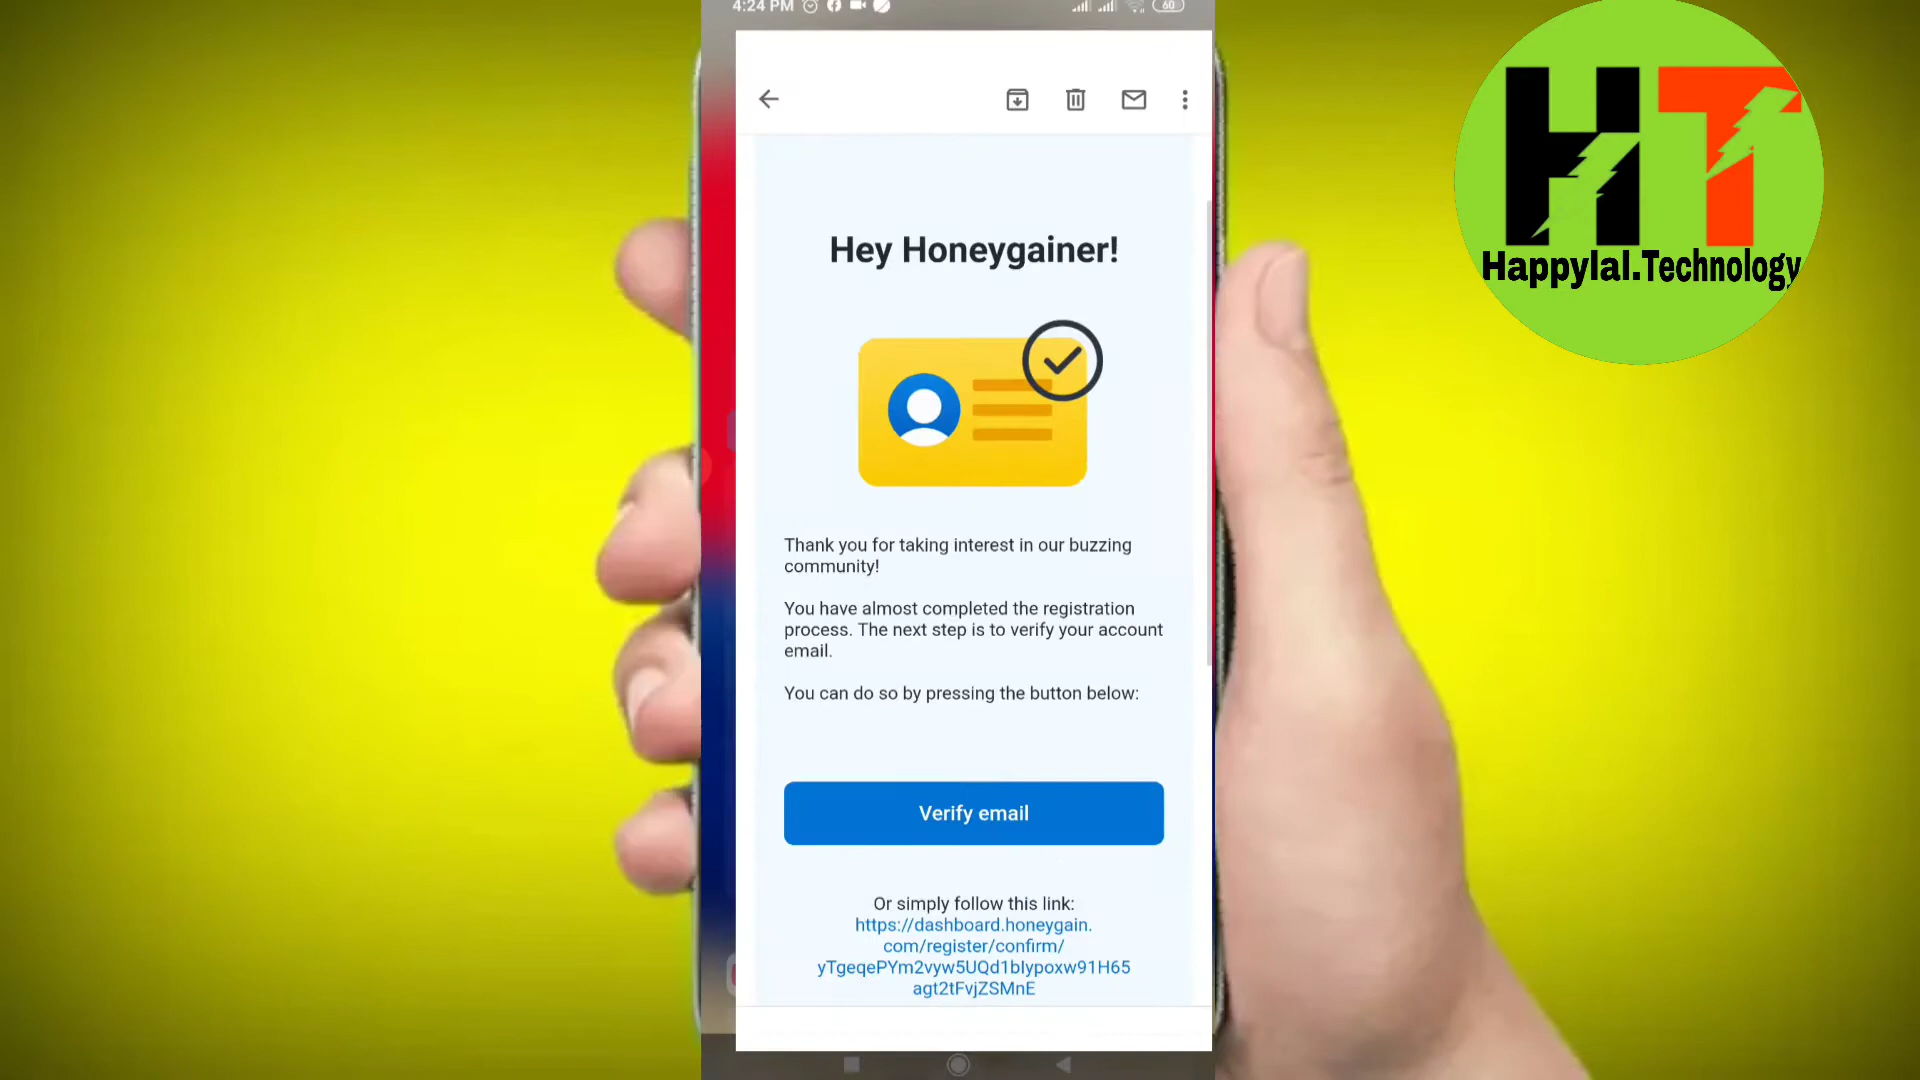 4:24 PM
60
HT
Happylal.Technology
Hey Honeygainer!
Thank you for taking interest in our buzzing
community!
You have almost completed the registration
process. The next step is to verify your account
email.
You can do so by pressing the button below:
Verify email
Or simply follow this link:
https://dashboard.honeygain.
com/register/confirm/
yTgeqePYm2vyw5UQd1blypoxw91H65
agt2tFvjZSMnE